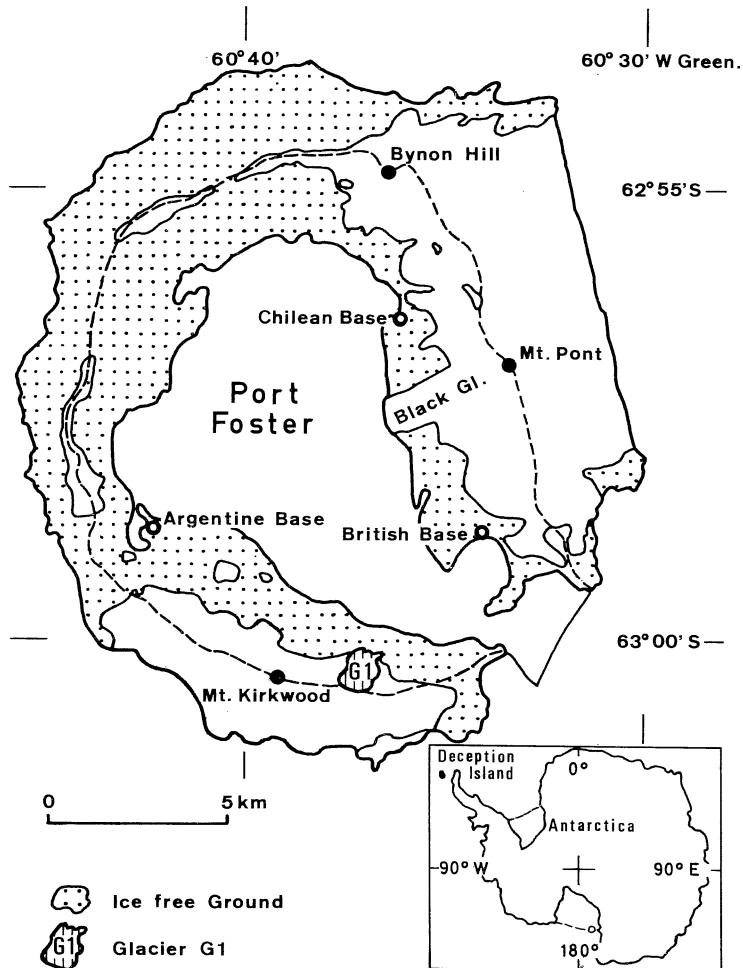 60° 40'
60° 30' W Green.
Bynon Hill
62° 55' S
Chilean Base
Mt. Pont
Port
Foster
Black Gl.
Argentine Base
British Base
63° 00' S
G1
Mt. Kirkwood
Deception
Island
0°
0
5 km
Antarctica
90° W
90° E
Ice free Ground
G1
Glacier G1
180°